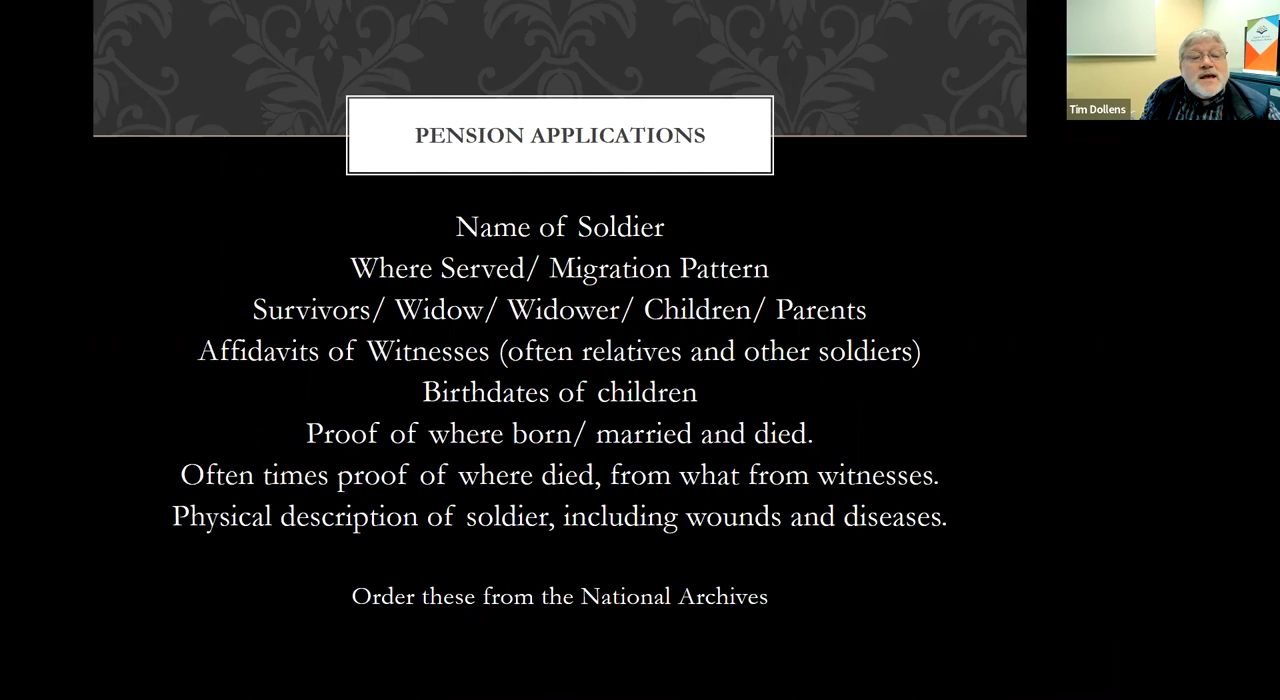 PENSION APPLICATIONS
Tim Dollens
Name of Soldier
Where Served/ Migration Pattern
Survivors/ Widow/ Widower/ Children/ Parents
Affidavits of Witnesses (often relatives and other soldiers)
Birthdates of children
Proof of where born/ married and died.
Often times proof of where died, from what from witnesses.
Physical description of soldier, including wounds and diseases.
Order these from the National Archives